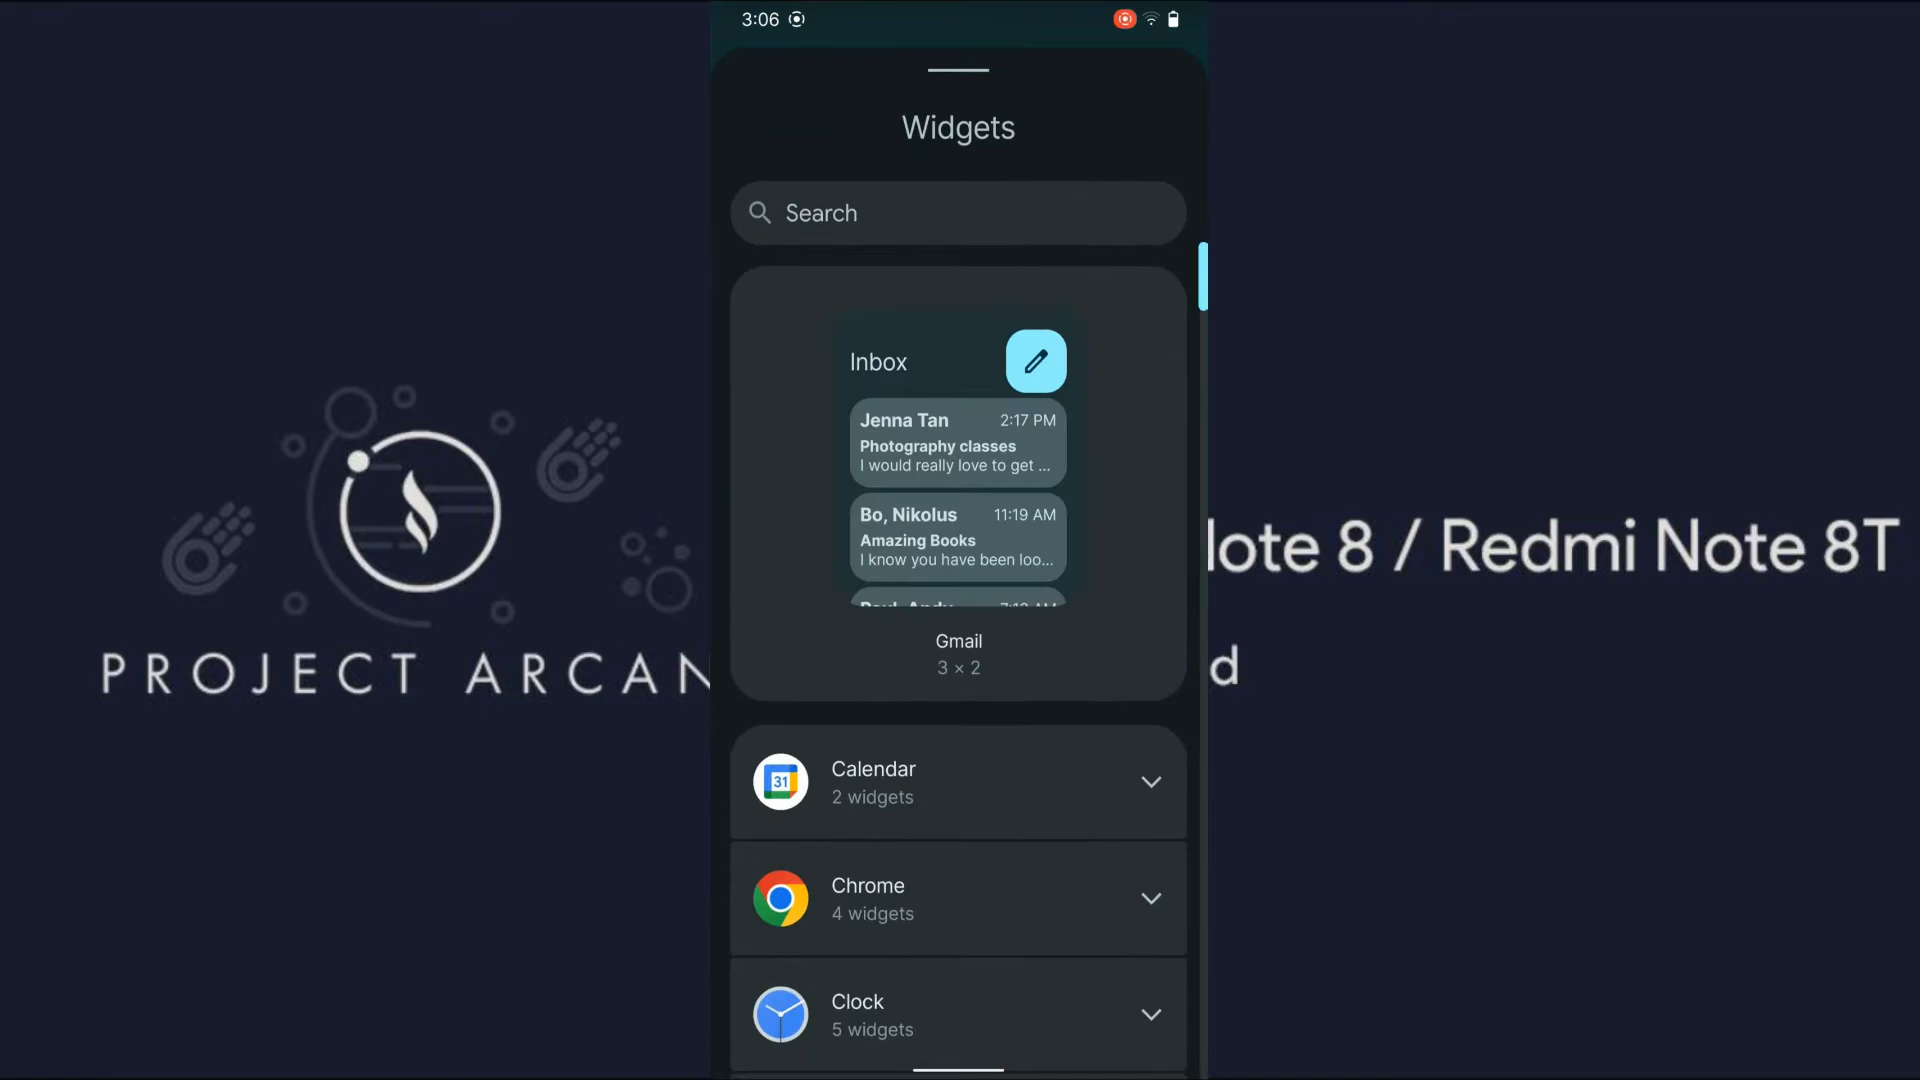 3:06
Widgets
Search
Inbox
Jenna Tan 2:17 PM
Photography classes
I would really love to get ...
Bo, Nikolus 11:19 AM
Amazing Books
I know you have been loo...
Gmail
3 × 2
Calendar
31
2 widgets
Chrome
4 widgets
Clock
5 widgets
PROJECT ARCAN
ote 8 / Redmi Note 8T
d